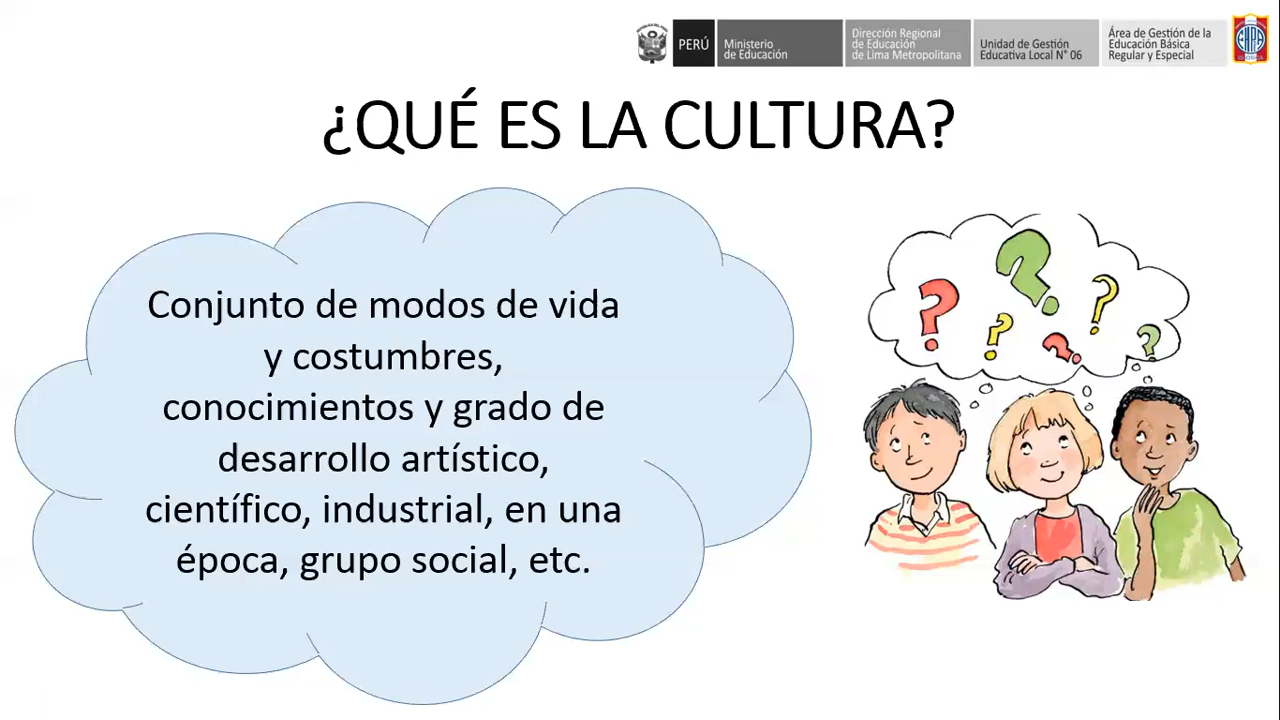 PERÚ
Ministerio
de Educación
Dirección Regional
de Educación
de Lima Metropolitana
Unidad de Gestión
Educativa Local N° 06
Área de Gestión de la
Educación Básica
Regular y Especial
¿QUÉ ES LA CULTURA?
Conjunto de modos de vida
y costumbres,
conocimientos y grado de
desarrollo artístico,
científico, industrial, en una
época, grupo social, etc.
? ? ? ? ? ?